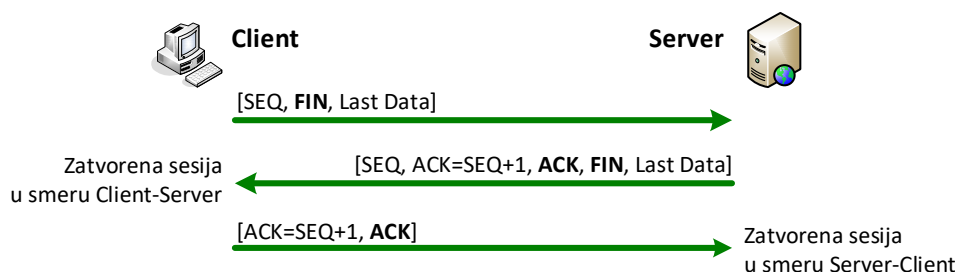 Client
Server
[SEQ, FIN, Last Data]
Zatvorena sesija
u smeru Client-Server
[SEQ, ACK=SEQ+1, ACK, FIN, Last Data]
[ACK=SEQ+1, ACK]
Zatvorena sesija
u smeru Server-Client